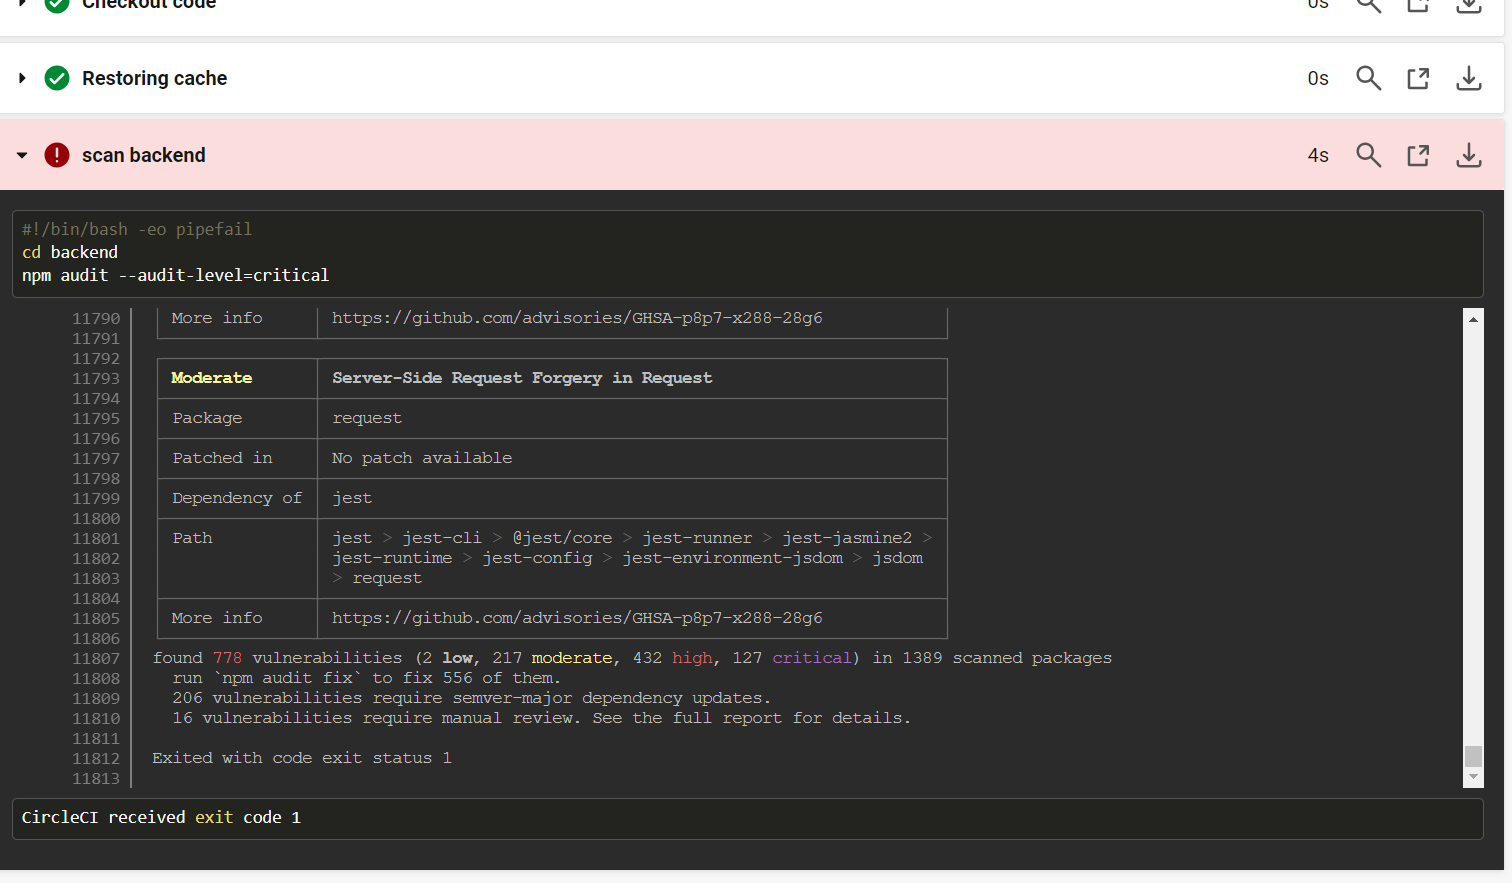 Checkout code 0s
Restoring cache 0s
scan backend 4s
#!/bin/bash -eo pipefail
cd backend
npm audit --audit-level=critical
11790 More info https://github.com/advisories/GHSA-p8p7-x288-28g6
11791
11792
11793 Moderate Server-Side Request Forgery in Request
11794
11795 Package request
11796
11797 Patched in No patch available
11798
11799 Dependency of jest
11800
11801 Path jest > jest-cli > @jest/core > jest-runner > jest-jasmine2 >
11802 jest-runtime > jest-config > jest-environment-jsdom > jsdom
11803 > request
11804
11805 More info https://github.com/advisories/GHSA-p8p7-x288-28g6
11806
11807 found 778 vulnerabilities (2 low, 217 moderate, 432 high, 127 critical) in 1389 scanned packages
11808 run `npm audit fix` to fix 556 of them.
11809 206 vulnerabilities require semver-major dependency updates.
11810 16 vulnerabilities require manual review. See the full report for details.
11811
11812 Exited with code exit status 1
11813
CircleCI received exit code 1